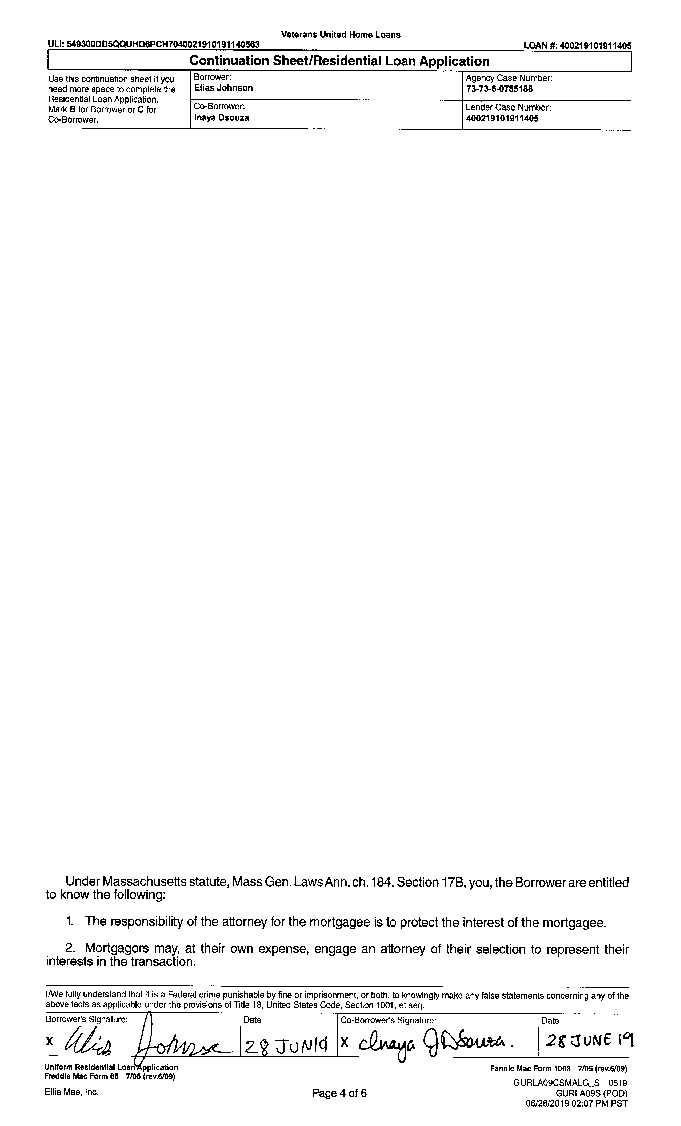 Veterans United Home Loans
LOAN #: 400219101911405
Continuation Sheet/Residential Loan Application
Use this continuation sheet if you
need more space to complete the
Residential Loan Application.
Mark B for Borrower or C for
Co-Borrower.
Borrower:
Elias Johnson
Co-Borrower:
Inaya Dsouza
Agency Case Number:
73-73-6-0785188
Lender Case Number:
400219101911405
Under Massachusetts statute, Mass Gen. Laws Ann. ch. 184, Section 17B, you, the Borrower are entitled
to know the following:
1. The responsibility of the attorney for the mortgagee is to protect the interest of the mortgagee.
2. Mortgagors may, at their own expense, engage an attorney of their selection to represent their
interests in the transaction.
I/We fully understand that it is a Federal crime punishable by fine or imprisonment, or both, to knowingly make any false statements concerning any of the
above facts as applicable under the provisions of Title 18, United States Code, Section 1001, et seq.
Borrower's Signature: Date Co-Borrower's Signature: Date
X 28 JUN 19 X Inaya J DSouza. 28 JUNE 19
Uniform Residential Loan Application
Freddie Mac Form 65 7/05 (rev.6/09)
Fannie Mae Form 1003 7/05 (rev.6/09)
Ellie Mae, Inc.
Page 4 of 6
0519
GURLA09S (POD)
06/26/2019 02:07 PM PST